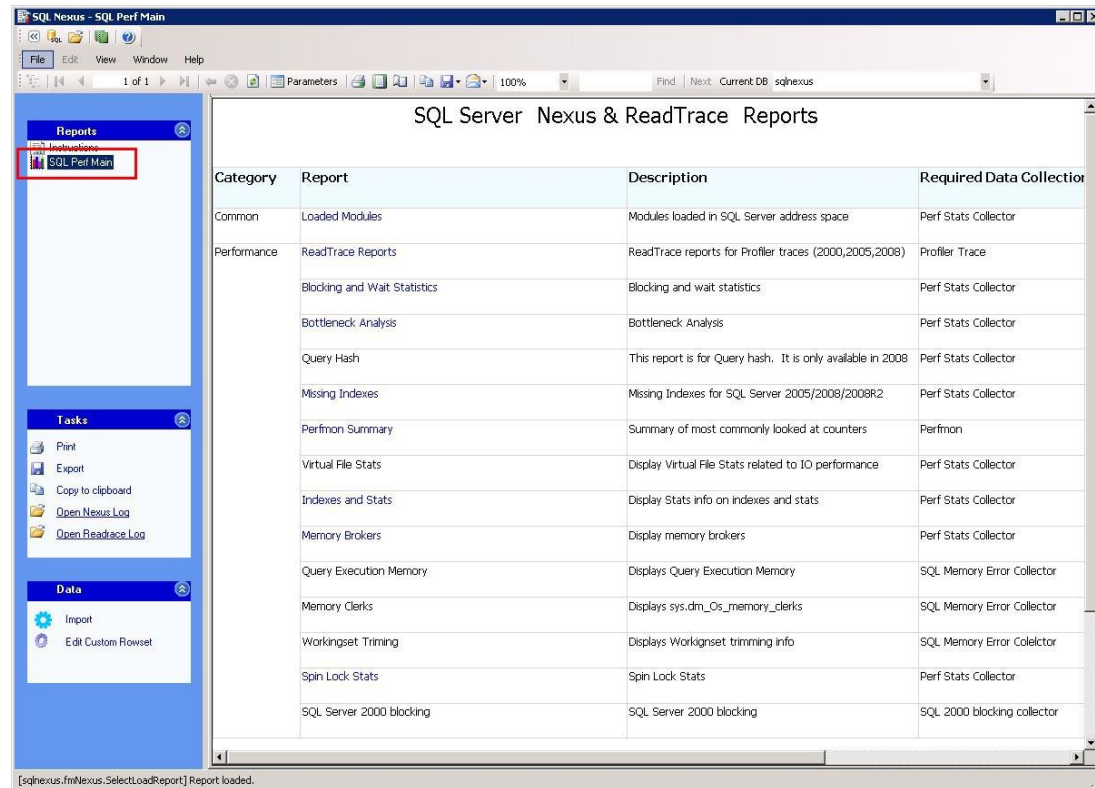 SQL Nexus - SQL Perf Main
SQL
File Edit View Window Help
1 of 1 Parameters 100% Find | Next Current DB sqlnexus
Reports
Instructions
SQL Perf Main
Tasks
Print
Export
Copy to clipboard
Open Nexus Log
Open Readrace Log
Data
Import
Edit Custom Rowset
SQL Server Nexus & ReadTrace Reports
Category Report Description Required Data Collection
Common Loaded Modules Modules loaded in SQL Server address space Perf Stats Collector
Performance ReadTrace Reports ReadTrace reports for Profiler traces (2000,2005,2008) Profiler Trace
Blocking and Wait Statistics Blocking and wait statistics Perf Stats Collector
Bottleneck Analysis Bottleneck Analysis Perf Stats Collector
Query Hash This report is for Query hash. It is only available in 2008 Perf Stats Collector
Missing Indexes Missing Indexes for SQL Server 2005/2008/2008R2 Perf Stats Collector
Perfmon Summary Summary of most commonly looked at counters Perfmon
Virtual File Stats Display Virtual File Stats related to IO performance Perf Stats Collector
Indexes and Stats Display Stats info on indexes and stats Perf Stats Collector
Memory Brokers Display memory brokers Perf Stats Collector
Query Execution Memory Displays Query Execution Memory SQL Memory Error Collector
Memory Clerks Displays sys.dm_Os_memory_clerks SQL Memory Error Collector
Workingset Triming Displays Workignset trimming info SQL Memory Error Colelctor
Spin Lock Stats Spin Lock Stats Perf Stats Collector
SQL Server 2000 blocking SQL Server 2000 blocking SQL 2000 blocking collector
[sqlnexus.fmNexus.SelectLoadReport] Report loaded.